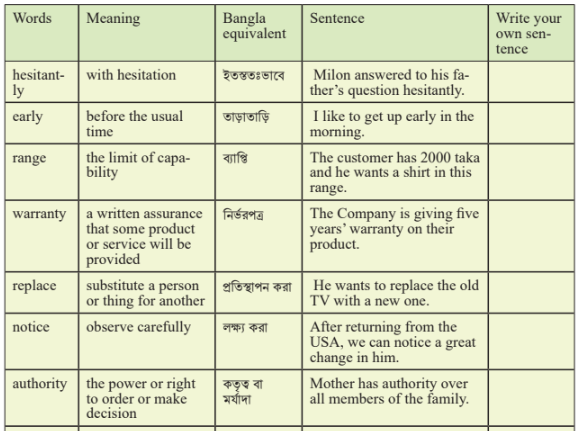 Words Meaning Bangla equivalent Sentence Write your own sen-tence
hesitant-ly with hesitation ইতস্ততঃভাবে Milon answered to his fa-ther's question hesitantly.
early before the usual time তাড়াতাড়ি I like to get up early in the morning.
range the limit of capa-bility ব্যাপ্তি The customer has 2000 taka and he wants a shirt in this range.
warranty a written assurance that some product or service will be provided নির্ভরপত্র The Company is giving five years' warranty on their product.
replace substitute a person or thing for another প্রতিস্থাপন করা He wants to replace the old TV with a new one.
notice observe carefully লক্ষ্য করা After returning from the USA, we can notice a great change in him.
authority the power or right to order or make decision কতৃত্ব বা মর্যাদা Mother has authority over all members of the family.